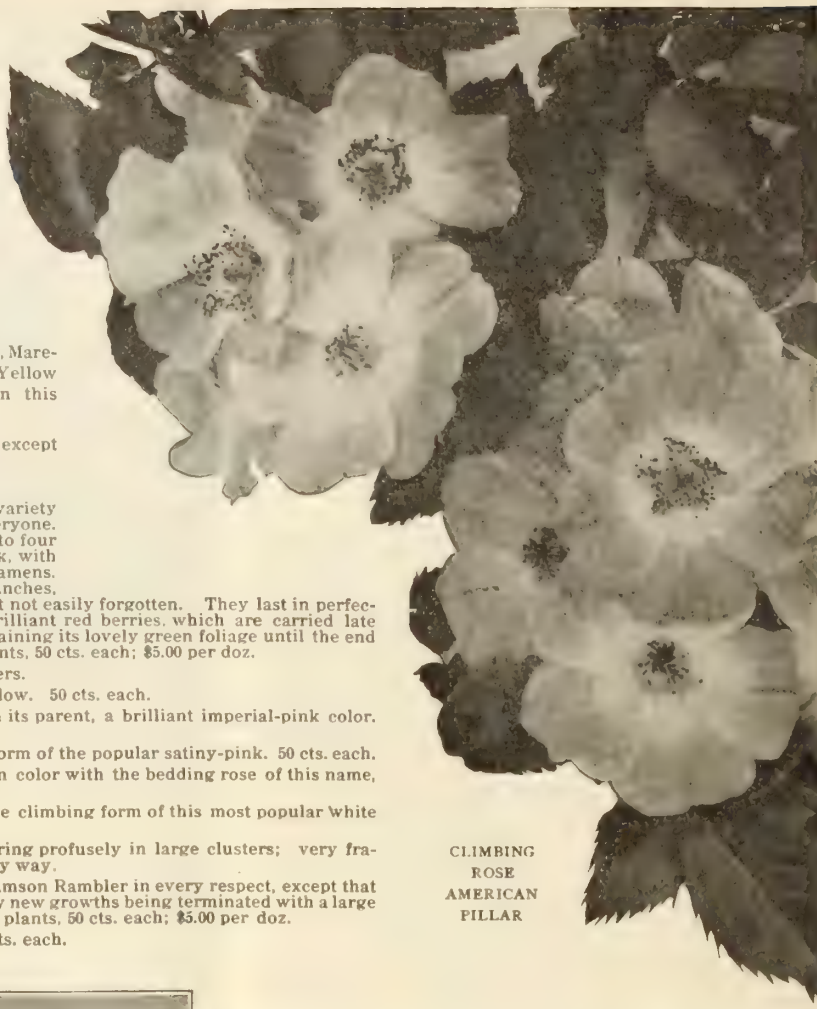 , Mare-
Yellow
n this
except
variety
eryone.
to four
k, with
amens.
nches,
t not easily forgotten. They last in perfec-
rilliant red berries, which are carried late
aining its lovely green foliage until the end
nts, 50 cts. each; $5.00 per doz.
ers.
low. 50 cts. each.
its parent, a brilliant imperial-pink color.
orm of the popular satiny-pink. 50 cts. each.
n color with the bedding rose of this name,
e climbing form of this most popular white
ring profusely in large clusters; very fra-
y way.
mson Rambler in every respect, except that
y new growths being terminated with a large
plants, 50 cts. each; $5.00 per doz.
ts. each.
CLIMBING
ROSE
AMERICAN
PILLAR